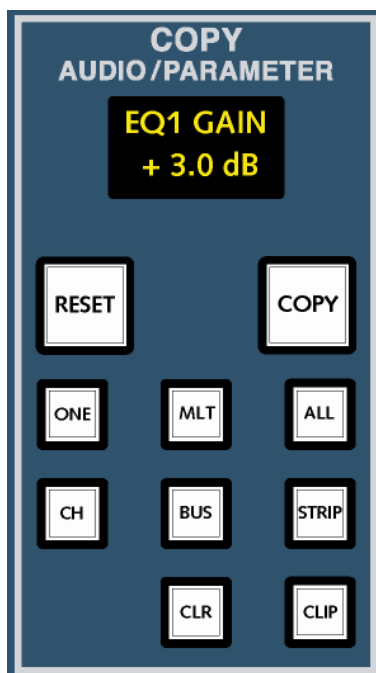 COPY
AUDIO/PARAMETER
EQ1 GAIN
+ 3.0 dB
RESET COPY
ONE MLT ALL
CH BUS STRIP
CLR CLIP